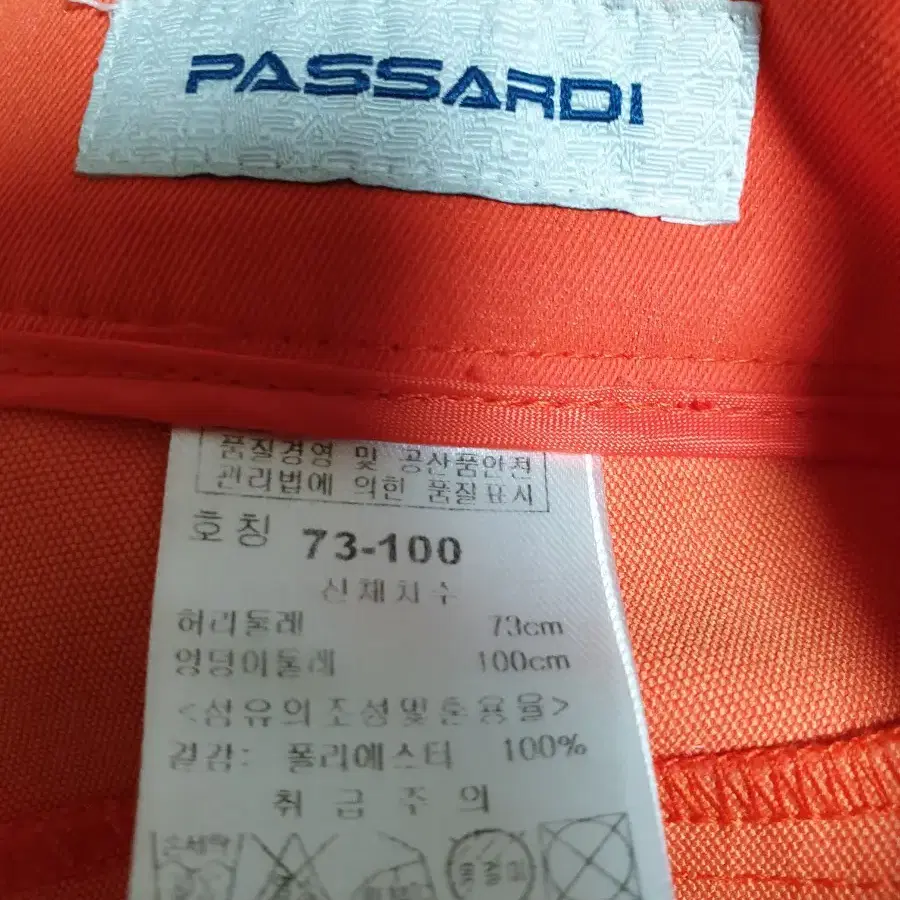 PASSARDI
품질경영 및 공산품안전
관리법에 의한 품질표시
호칭 73-100
신체치수
허리둘레 73cm
엉덩이둘레 100cm
<섬유의조성및혼용율>
겉감: 폴리에스터 100%
취급주의
손세탁